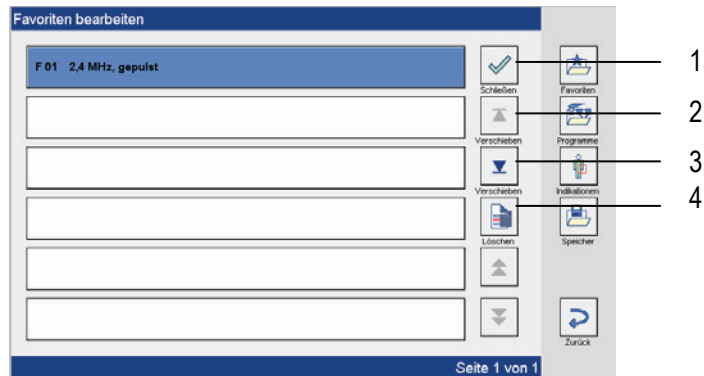 Favoriten bearbeiten
F 01 2,4 MHz, gepulst
Schließen
Favoriten
1
Verschieben
Programme
2
Verschieben
Indikationen
3
Löschen
Speicher
4
Zurück
Seite 1 von 1